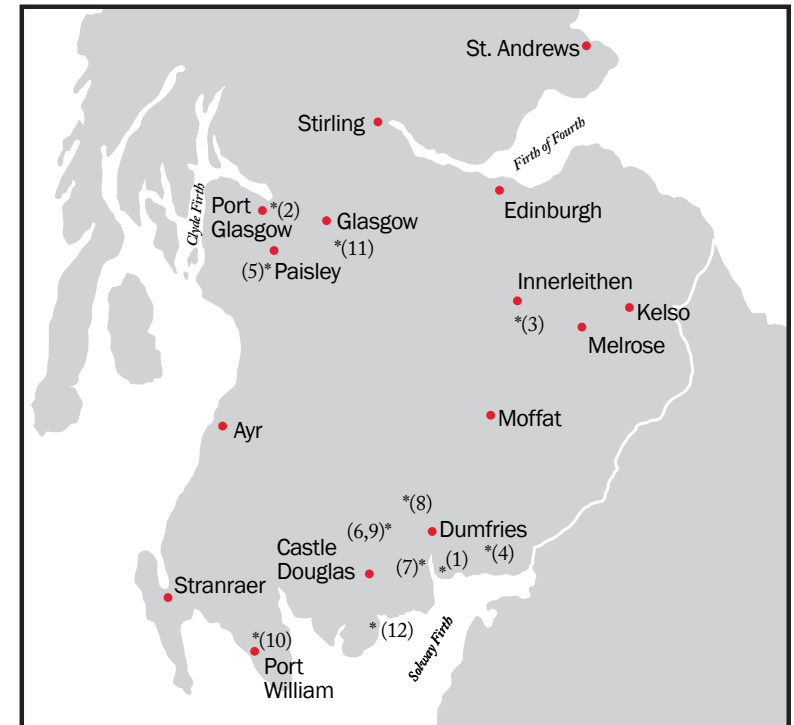 St. Andrews
Stirling
Firth of Fourth
Port
Glasgow
*(2)
Glasgow
*(11)
Clyde Firth
Edinburgh
(5)* Paisley
Innerleithen
*(3)
Kelso
Melrose
Moffat
Ayr
*(8)
(6,9)*
Dumfries
Castle
Douglas
(7)*
*(1)
*(4)
Stranraer
*(12)
Solway Firth
*(10)
Port
William